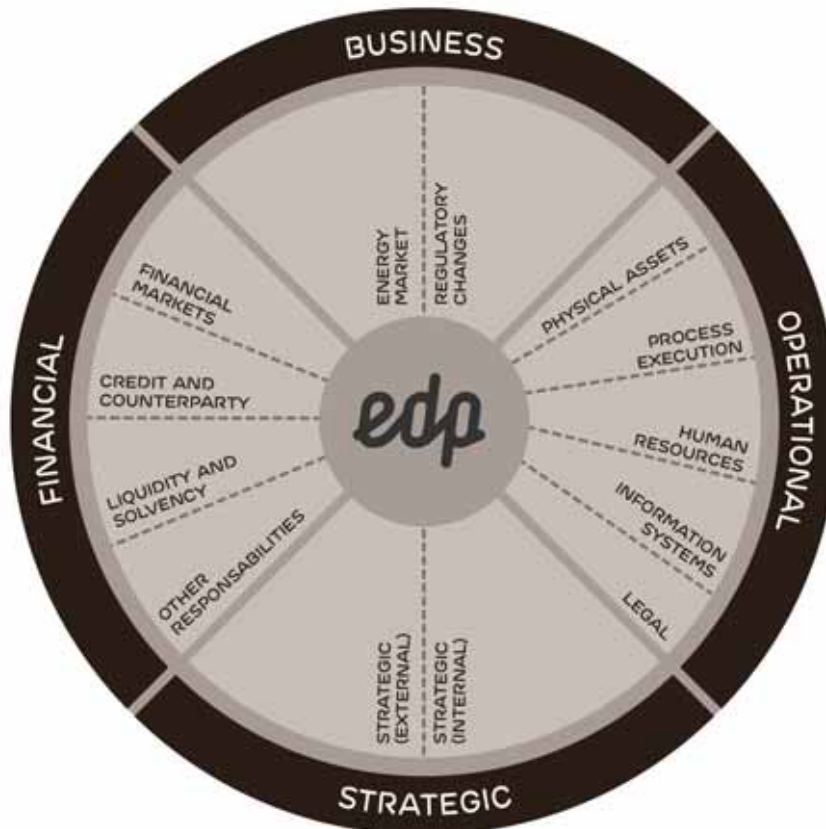 BUSINESS
ENERGY
MARKET
REGULATORY
CHANGES
OPERATIONAL
PHYSICAL ASSETS
PROCESS
EXECUTION
HUMAN
RESOURCES
INFORMATION
SYSTEMS
LEGAL
STRATEGIC
STRATEGIC
(INTERNAL)
STRATEGIC
(EXTERNAL)
FINANCIAL
FINANCIAL
MARKETS
CREDIT AND
COUNTERPARTY
LIQUIDITY AND
SOLVENCY
OTHER
RESPONSABILITIES
edp